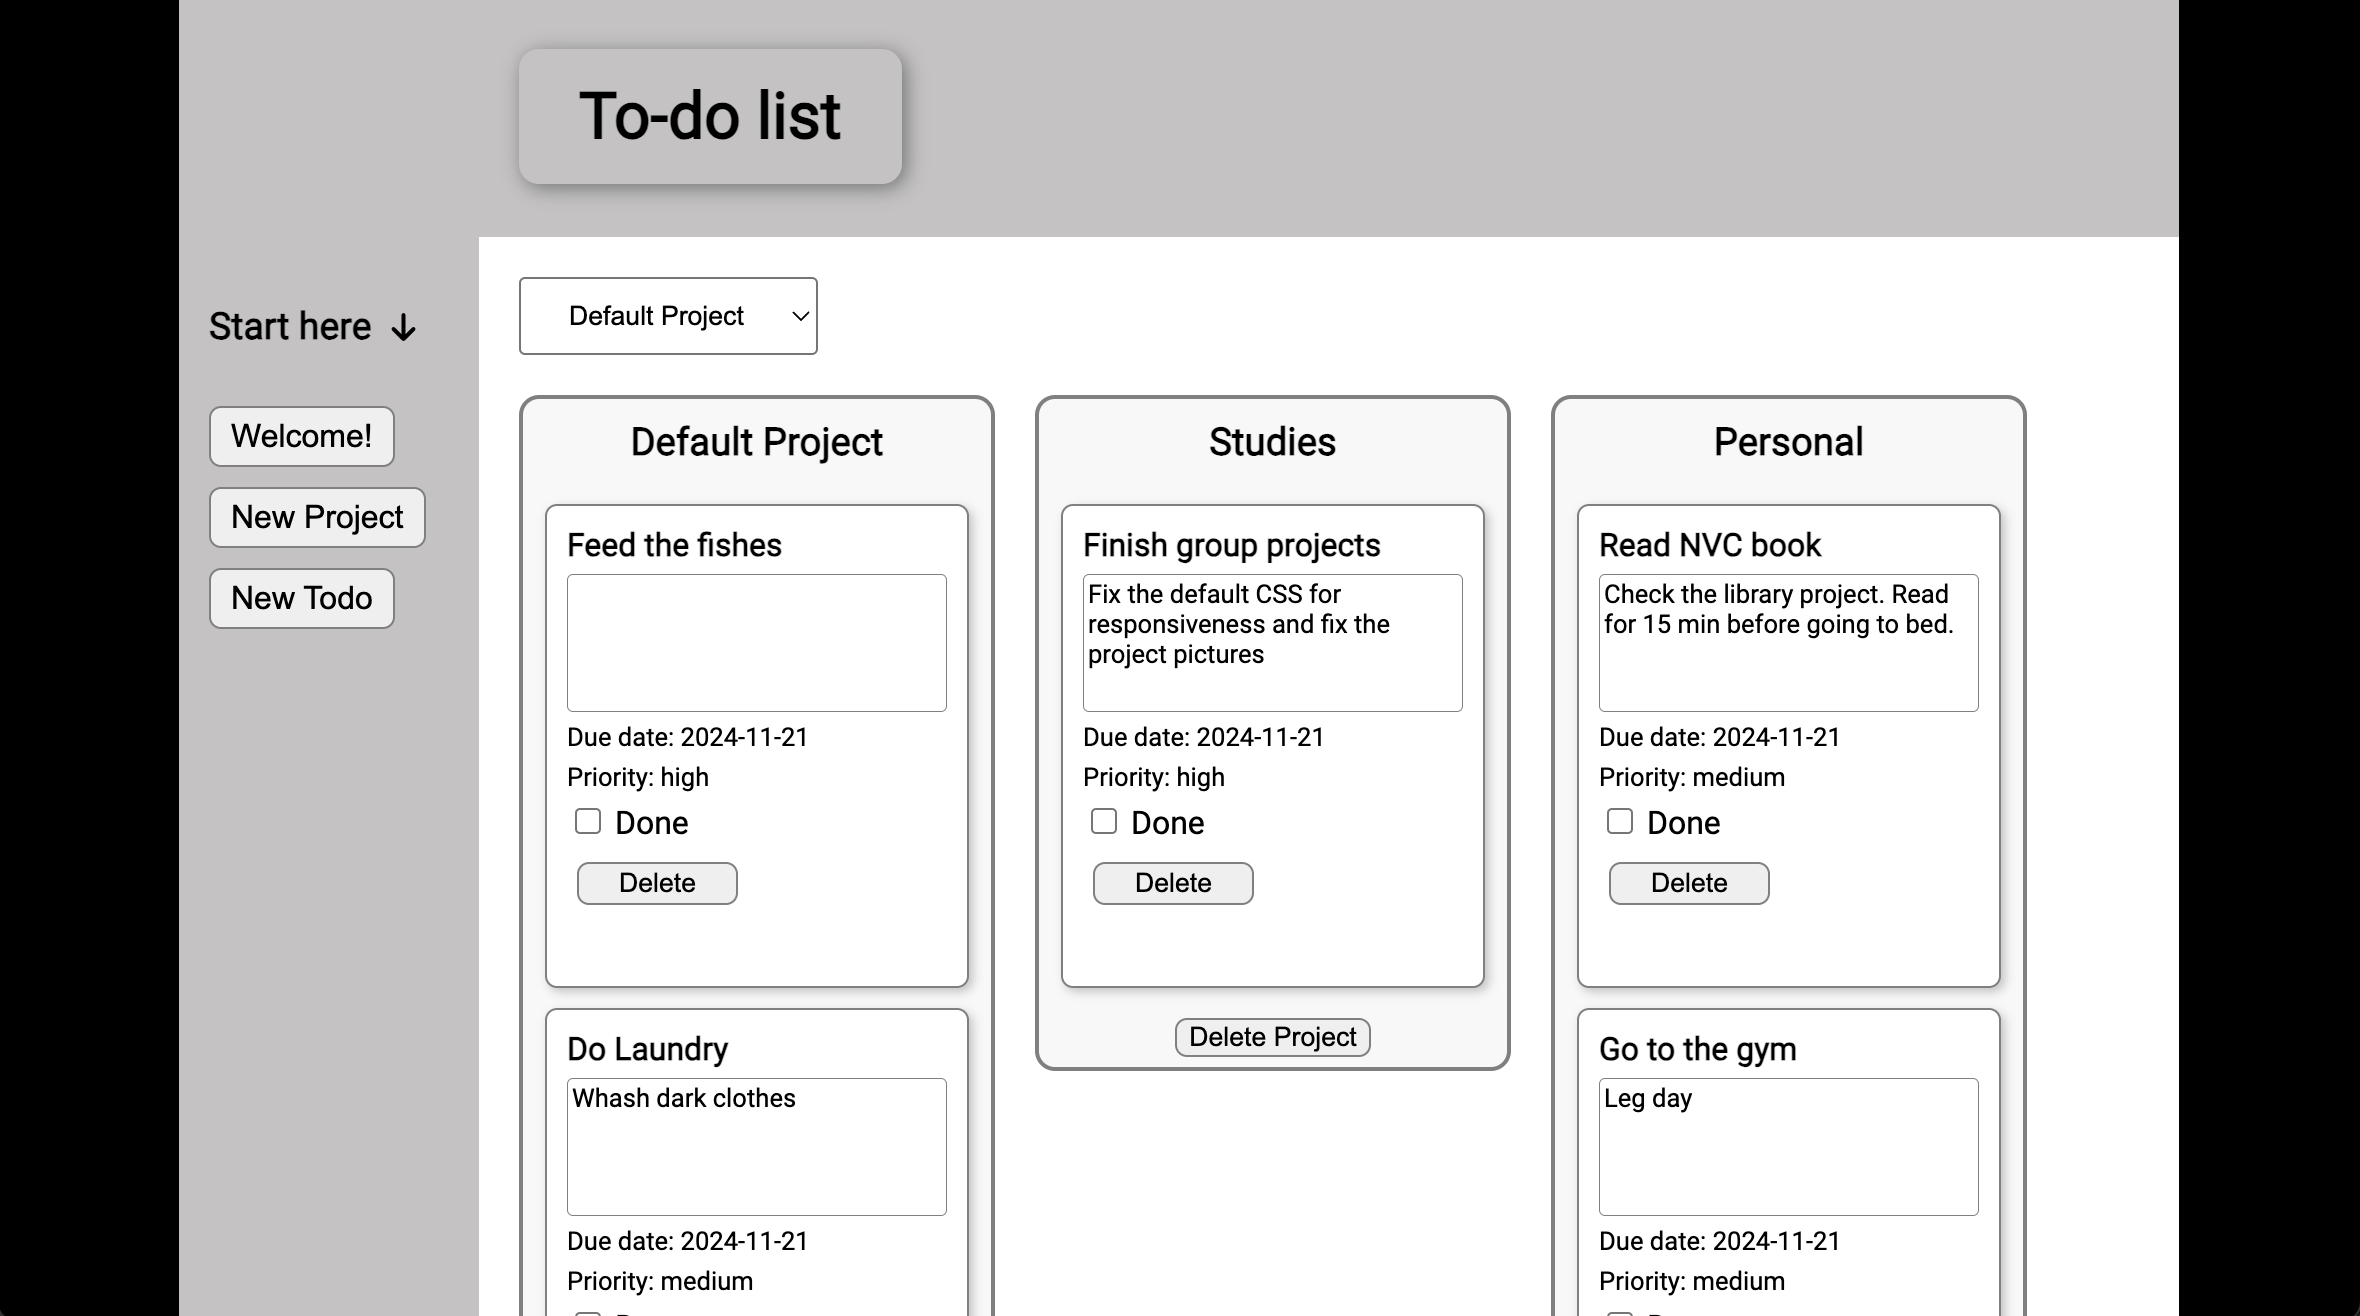 To-do list
Start here ↓
Welcome!
New Project
New Todo
Default Project
Default Project
Feed the fishes
Due date: 2024-11-21
Priority: high
Done
Delete
Do Laundry
Whash dark clothes
Due date: 2024-11-21
Priority: medium
Studies
Finish group projects
Fix the default CSS for
responsiveness and fix the
project pictures
Due date: 2024-11-21
Priority: high
Done
Delete
Delete Project
Personal
Read NVC book
Check the library project. Read
for 15 min before going to bed.
Due date: 2024-11-21
Priority: medium
Done
Delete
Go to the gym
Leg day
Due date: 2024-11-21
Priority: medium